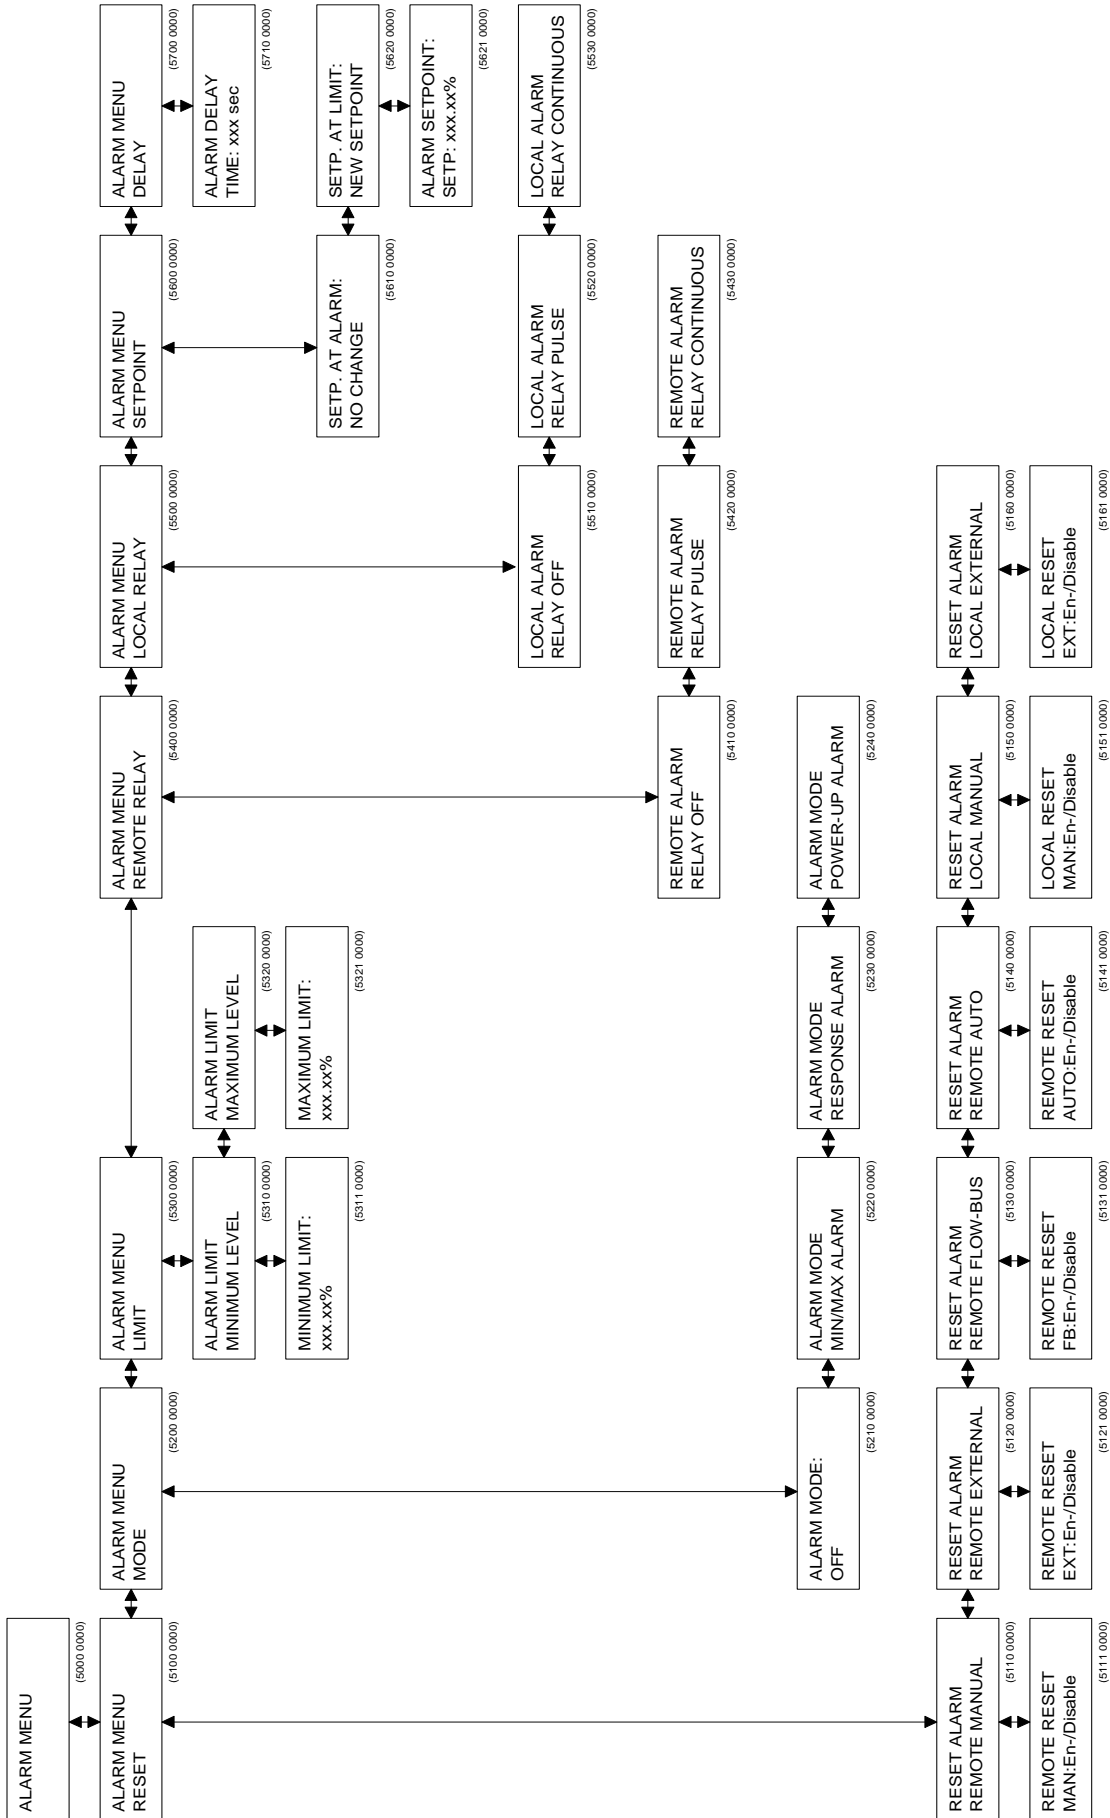 ALARM MENU
(5000 0000)
ALARM MENU
RESET
(5100 0000)
ALARM MENU
MODE
(5200 0000)
ALARM MENU
LIMIT
(5300 0000)
ALARM MENU
REMOTE RELAY
(5400 0000)
ALARM MENU
LOCAL RELAY
(5500 0000)
ALARM MENU
SETPOINT
(5600 0000)
ALARM MENU
DELAY
(5700 0000)
ALARM LIMIT
MINIMUM LEVEL
(5310 0000)
ALARM LIMIT
MAXIMUM LEVEL
(5320 0000)
ALARM DELAY
TIME: xxx sec
(5710 0000)
MINIMUM LIMIT:
xxx.xx%
(5311 0000)
MAXIMUM LIMIT:
xxx.xx%
(5321 0000)
SETP. AT ALARM:
NO CHANGE
(5610 0000)
SETP. AT LIMIT:
NEW SETPOINT
(5620 0000)
ALARM SETPOINT:
SETP: xxx.xx%
(5621 0000)
LOCAL ALARM
RELAY OFF
(5510 0000)
LOCAL ALARM
RELAY PULSE
(5520 0000)
LOCAL ALARM
RELAY CONTINUOUS
(5530 0000)
REMOTE ALARM
RELAY OFF
(5410 0000)
REMOTE ALARM
RELAY PULSE
(5420 0000)
REMOTE ALARM
RELAY CONTINUOUS
(5430 0000)
ALARM MODE:
OFF
(5210 0000)
ALARM MODE
MIN/MAX ALARM
(5220 0000)
ALARM MODE
RESPONSE ALARM
(5230 0000)
ALARM MODE
POWER-UP ALARM
(5240 0000)
RESET ALARM
REMOTE MANUAL
(5110 0000)
RESET ALARM
REMOTE EXTERNAL
(5120 0000)
RESET ALARM
REMOTE FLOW-BUS
(5130 0000)
RESET ALARM
REMOTE AUTO
(5140 0000)
RESET ALARM
LOCAL MANUAL
(5150 0000)
RESET ALARM
LOCAL EXTERNAL
(5160 0000)
REMOTE RESET
MAN:En-/Disable
(5111 0000)
REMOTE RESET
EXT:En-/Disable
(5121 0000)
REMOTE RESET
FB:En-/Disable
(5131 0000)
REMOTE RESET
AUTO:En-/Disable
(5141 0000)
LOCAL RESET
MAN:En-/Disable
(5151 0000)
LOCAL RESET
EXT:En-/Disable
(5161 0000)